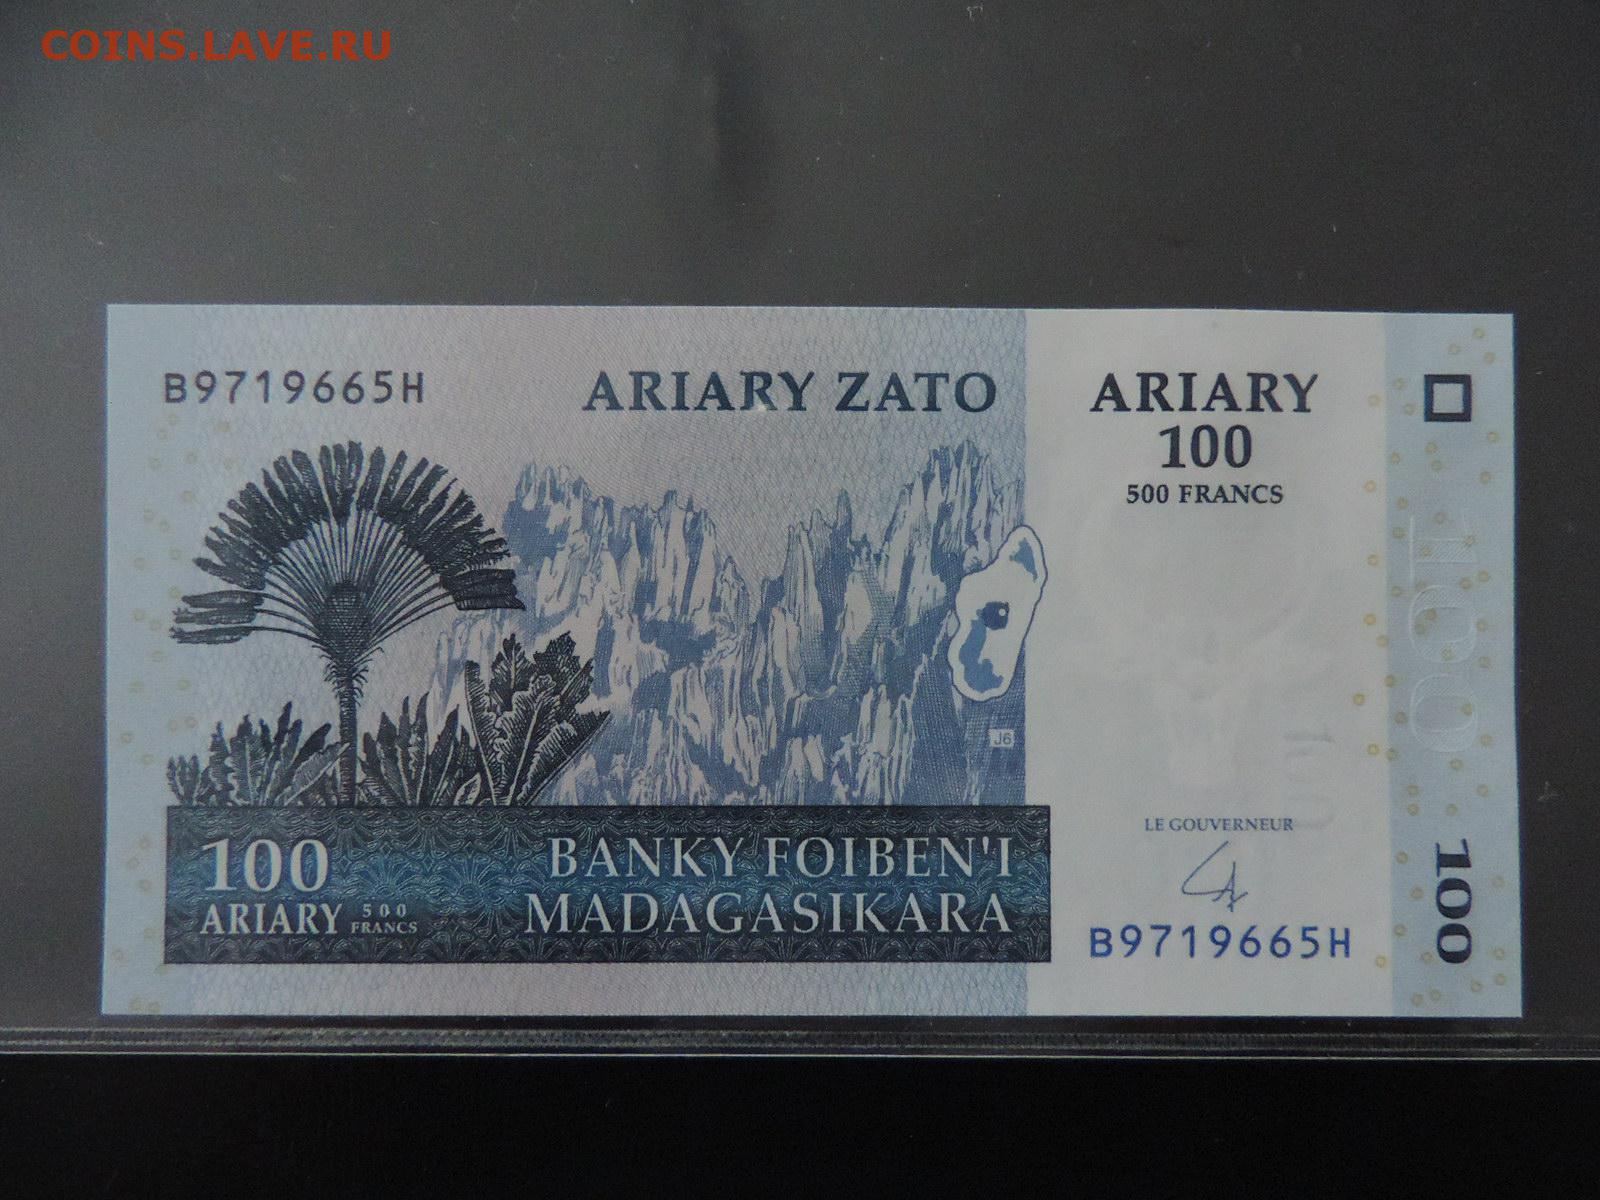 COINS.LAVE.RU
B9719665H
ARIARY ZATO
ARIARY
100
500 FRANCS
100
J6
LE GOUVERNEUR
100
ARIARY 500 FRANCS
BANKY FOIBEN'I
MADAGASIKARA
B9719665H
100